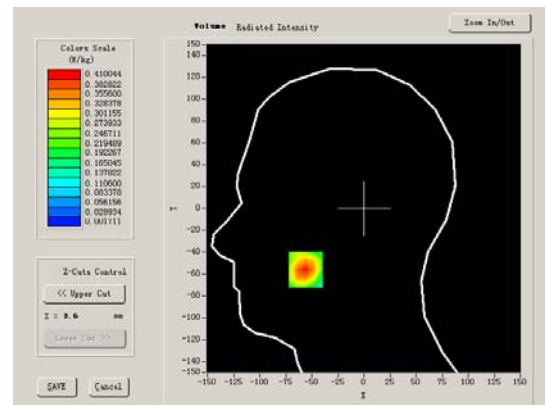 Volume Radiated Intensity
Zoom In/Out
Colors Scale
(W/kg)
0.410044
0.382822
0.355600
0.328378
0.301155
0.273933
0.246711
0.219489
0.192267
0.165045
0.137822
0.110600
0.083378
0.056156
0.028934
0.001711
Z-Cuts Control
<< Upper Cut
Z = 9.6 mm
Lower Cut >>
SAVE
Cancel
150
140
120
100
80
60
40
20
0
-20
-40
-60
-80
-100
-120
-140
-150
Y
-150 -125 -100 -75 -50 -25 0 25 50 75 100 125 150
X